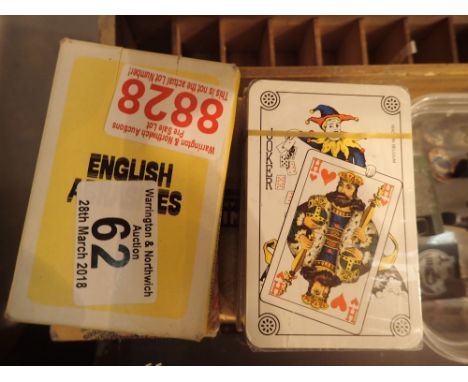 This is not the actual Lot Number!
8828
Pre Sale Lot
Warrington & Northwich Auctions
ENGLISH
62
Warrington & Northwich
Auction
28th March 2018
JOKER
H
H
H